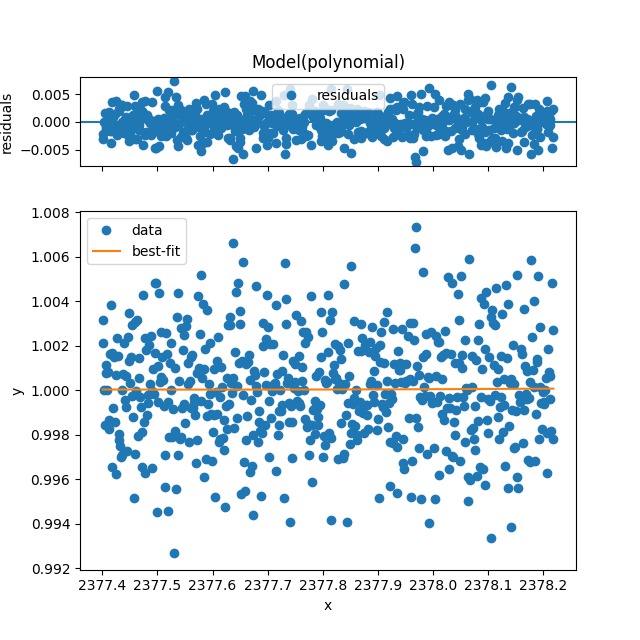 Model(polynomial)
residuals
0.005
0.000
−0.005
residuals
1.008
1.006
1.004
1.002
1.000
0.998
0.996
0.994
0.992
y
data
best-fit
2377.4 2377.5 2377.6 2377.7 2377.8 2377.9 2378.0 2378.1 2378.2
x